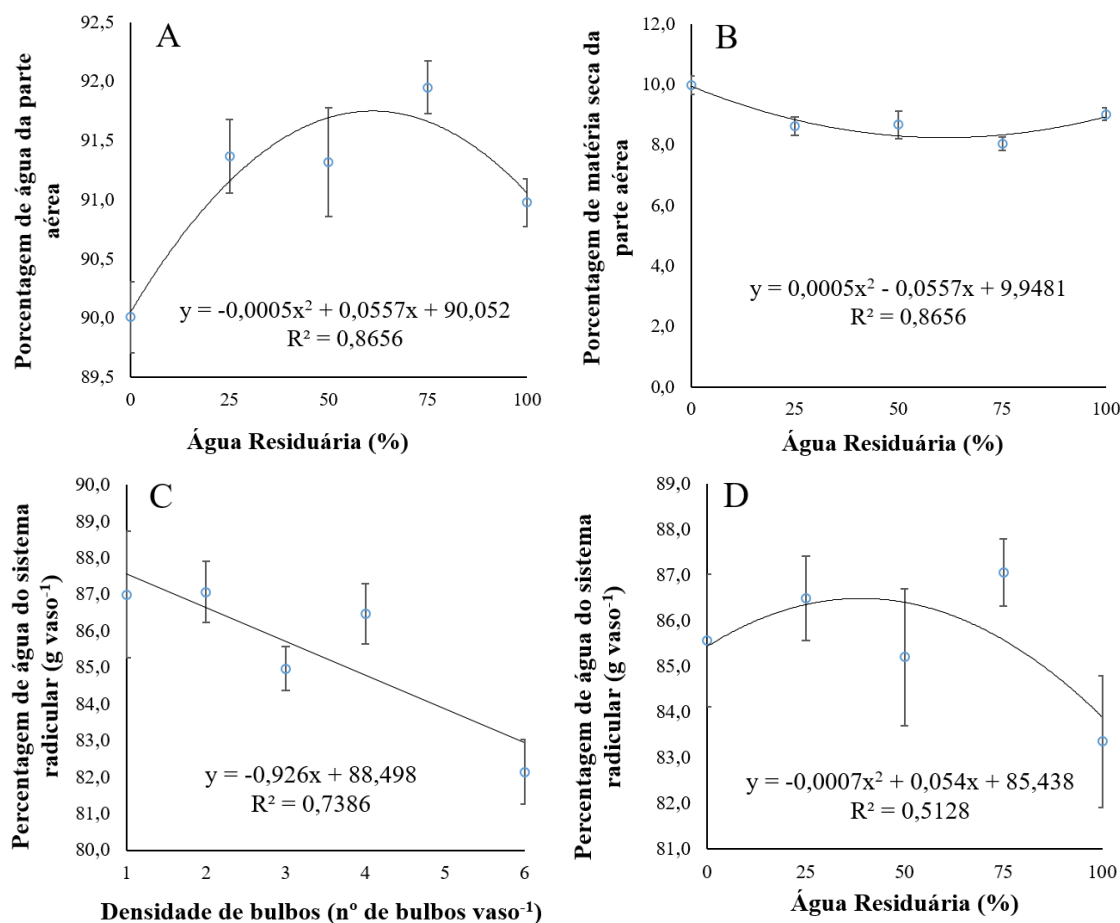 A
92,5
92,0
91,5
91,0
90,5
90,0
89,5
Porcentagem de água da parte
aérea
y = -0,0005x² + 0,0557x + 90,052
R² = 0,8656
0 25 50 75 100
Água Residuária (%)
B
12,0
10,0
8,0
6,0
4,0
2,0
0,0
Porcentagem de matéria seca da
parte aérea
y = 0,0005x² - 0,0557x + 9,9481
R² = 0,8656
0 25 50 75 100
Água Residuária (%)
C
90,0
89,0
88,0
87,0
86,0
85,0
84,0
83,0
82,0
81,0
80,0
Percentagem de água do sistema
radicular (g vaso⁻¹)
y = -0,926x + 88,498
R² = 0,7386
1 2 3 4 5 6
Densidade de bulbos (nº de bulbos vaso⁻¹)
D
89,0
88,0
87,0
86,0
85,0
84,0
83,0
82,0
81,0
Percentagem de água do sistema
radicular (g vaso⁻¹)
y = -0,0007x² + 0,054x + 85,438
R² = 0,5128
0 25 50 75 100
Água Residuária (%)